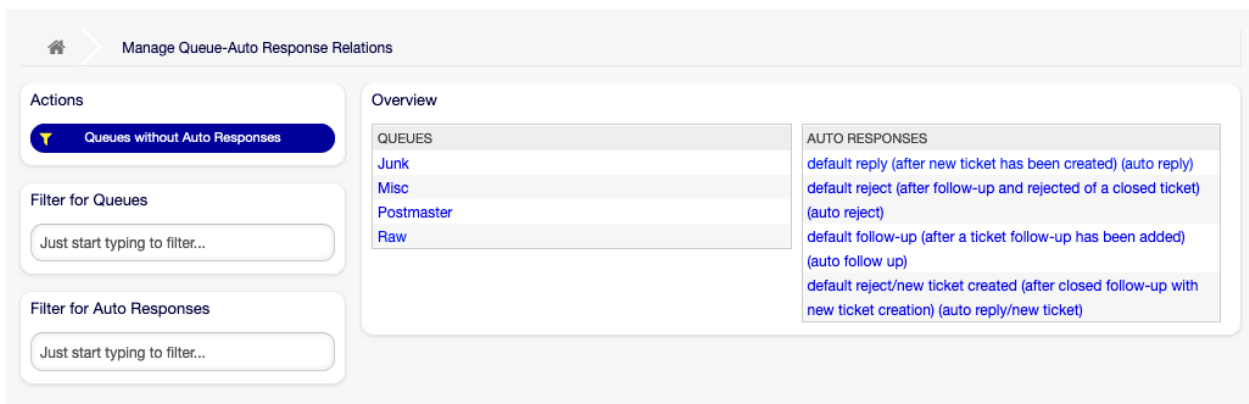 Manage Queue-Auto Response Relations
Actions
Queues without Auto Responses
Filter for Queues
Just start typing to filter...
Filter for Auto Responses
Just start typing to filter...
Overview
QUEUES
Junk
Misc
Postmaster
Raw
AUTO RESPONSES
default reply (after new ticket has been created) (auto reply)
default reject (after follow-up and rejected of a closed ticket)
(auto reject)
default follow-up (after a ticket follow-up has been added)
(auto follow up)
default reject/new ticket created (after closed follow-up with
new ticket creation) (auto reply/new ticket)